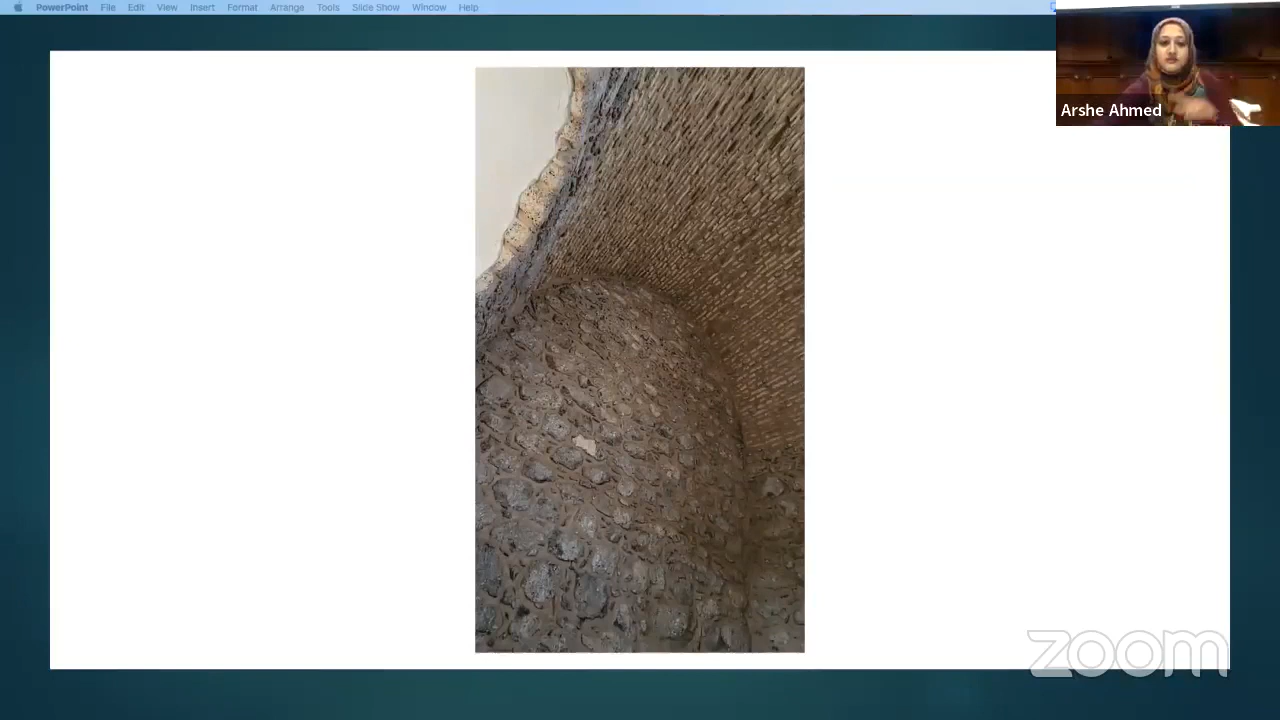 PowerPoint File Edit View Insert Format Arrange Tools Slide Show Window Help
Arshe Ahmed
zoom